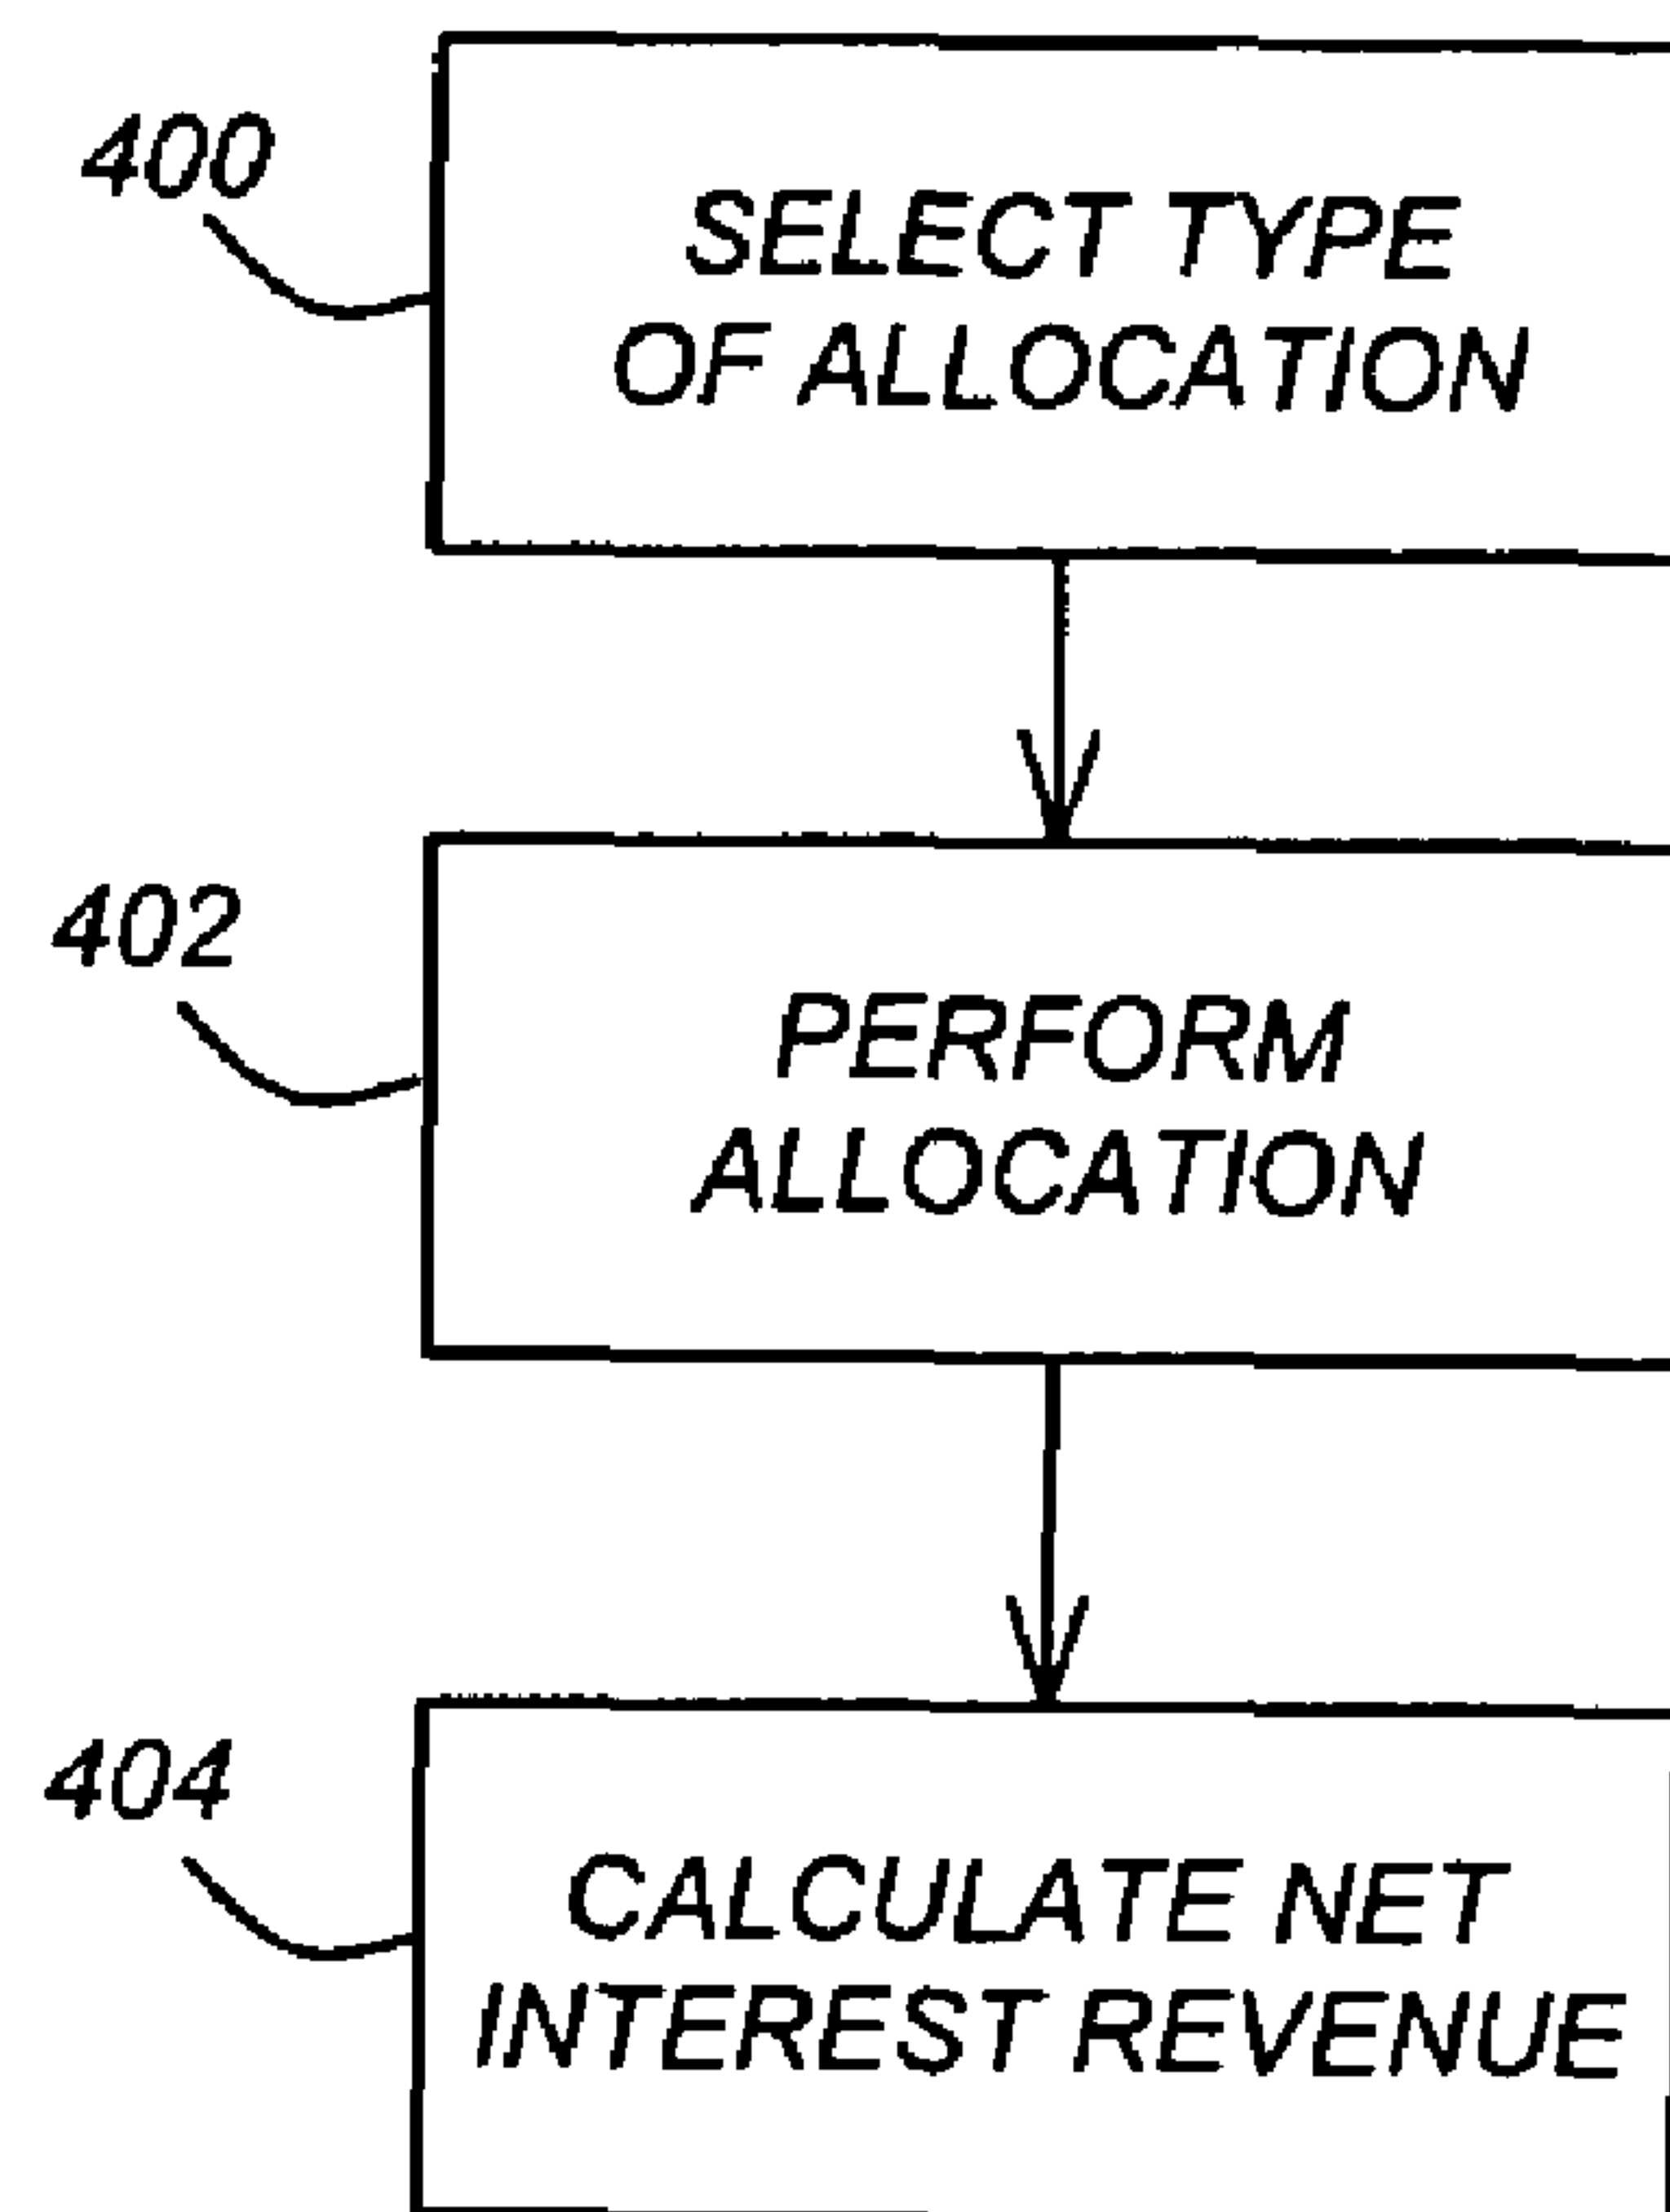 400
SELECT TYPE
OF ALLOCATION
402
PERFORM
ALLOCATION
404
CALCULATE NET
INTEREST REVENUE